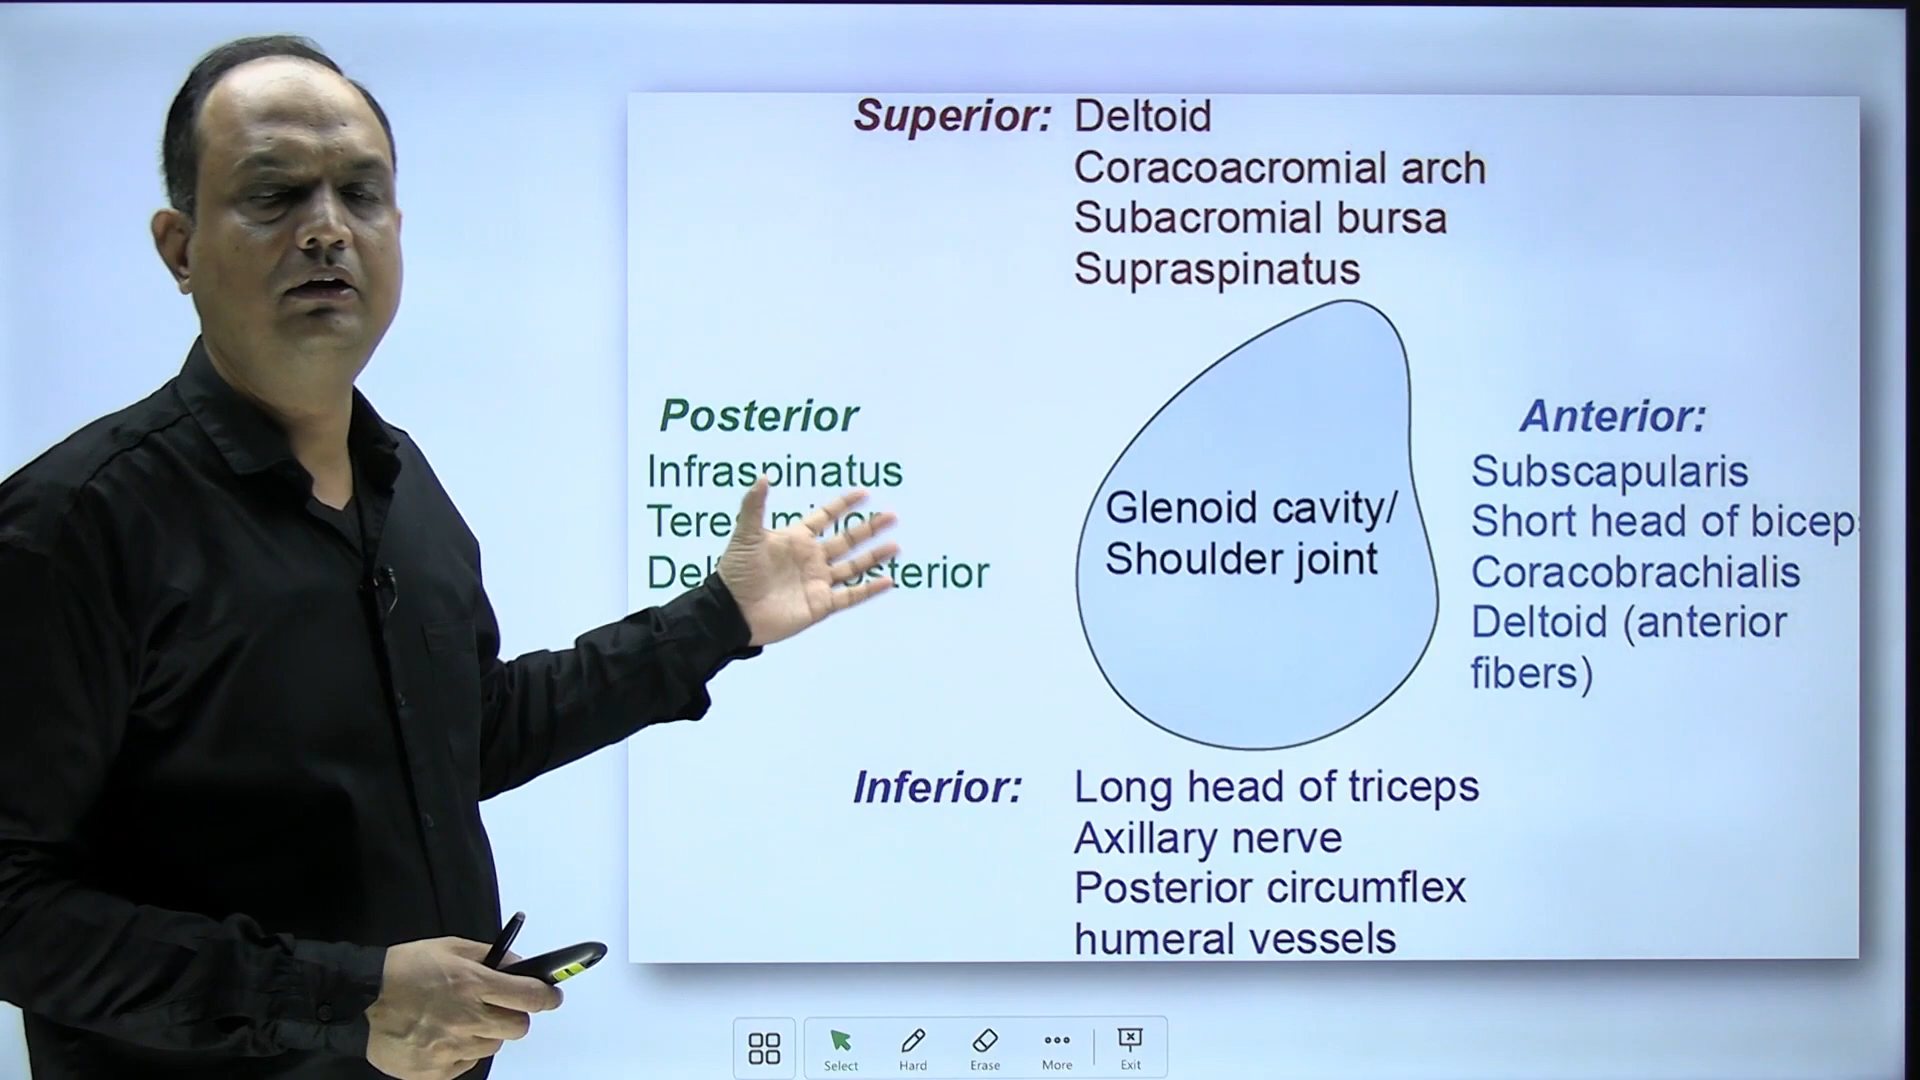 Superior: Deltoid
Coracoacromial arch
Subacromial bursa
Supraspinatus
Posterior
Infraspinatus
Glenoid cavity/
Shoulder joint
Anterior:
Subscapularis
Short head of biceps
Coracobrachialis
Deltoid (anterior
fibers)
Inferior: Long head of triceps
Axillary nerve
Posterior circumflex
humeral vessels
Select
Hard
Erase
More
Exit